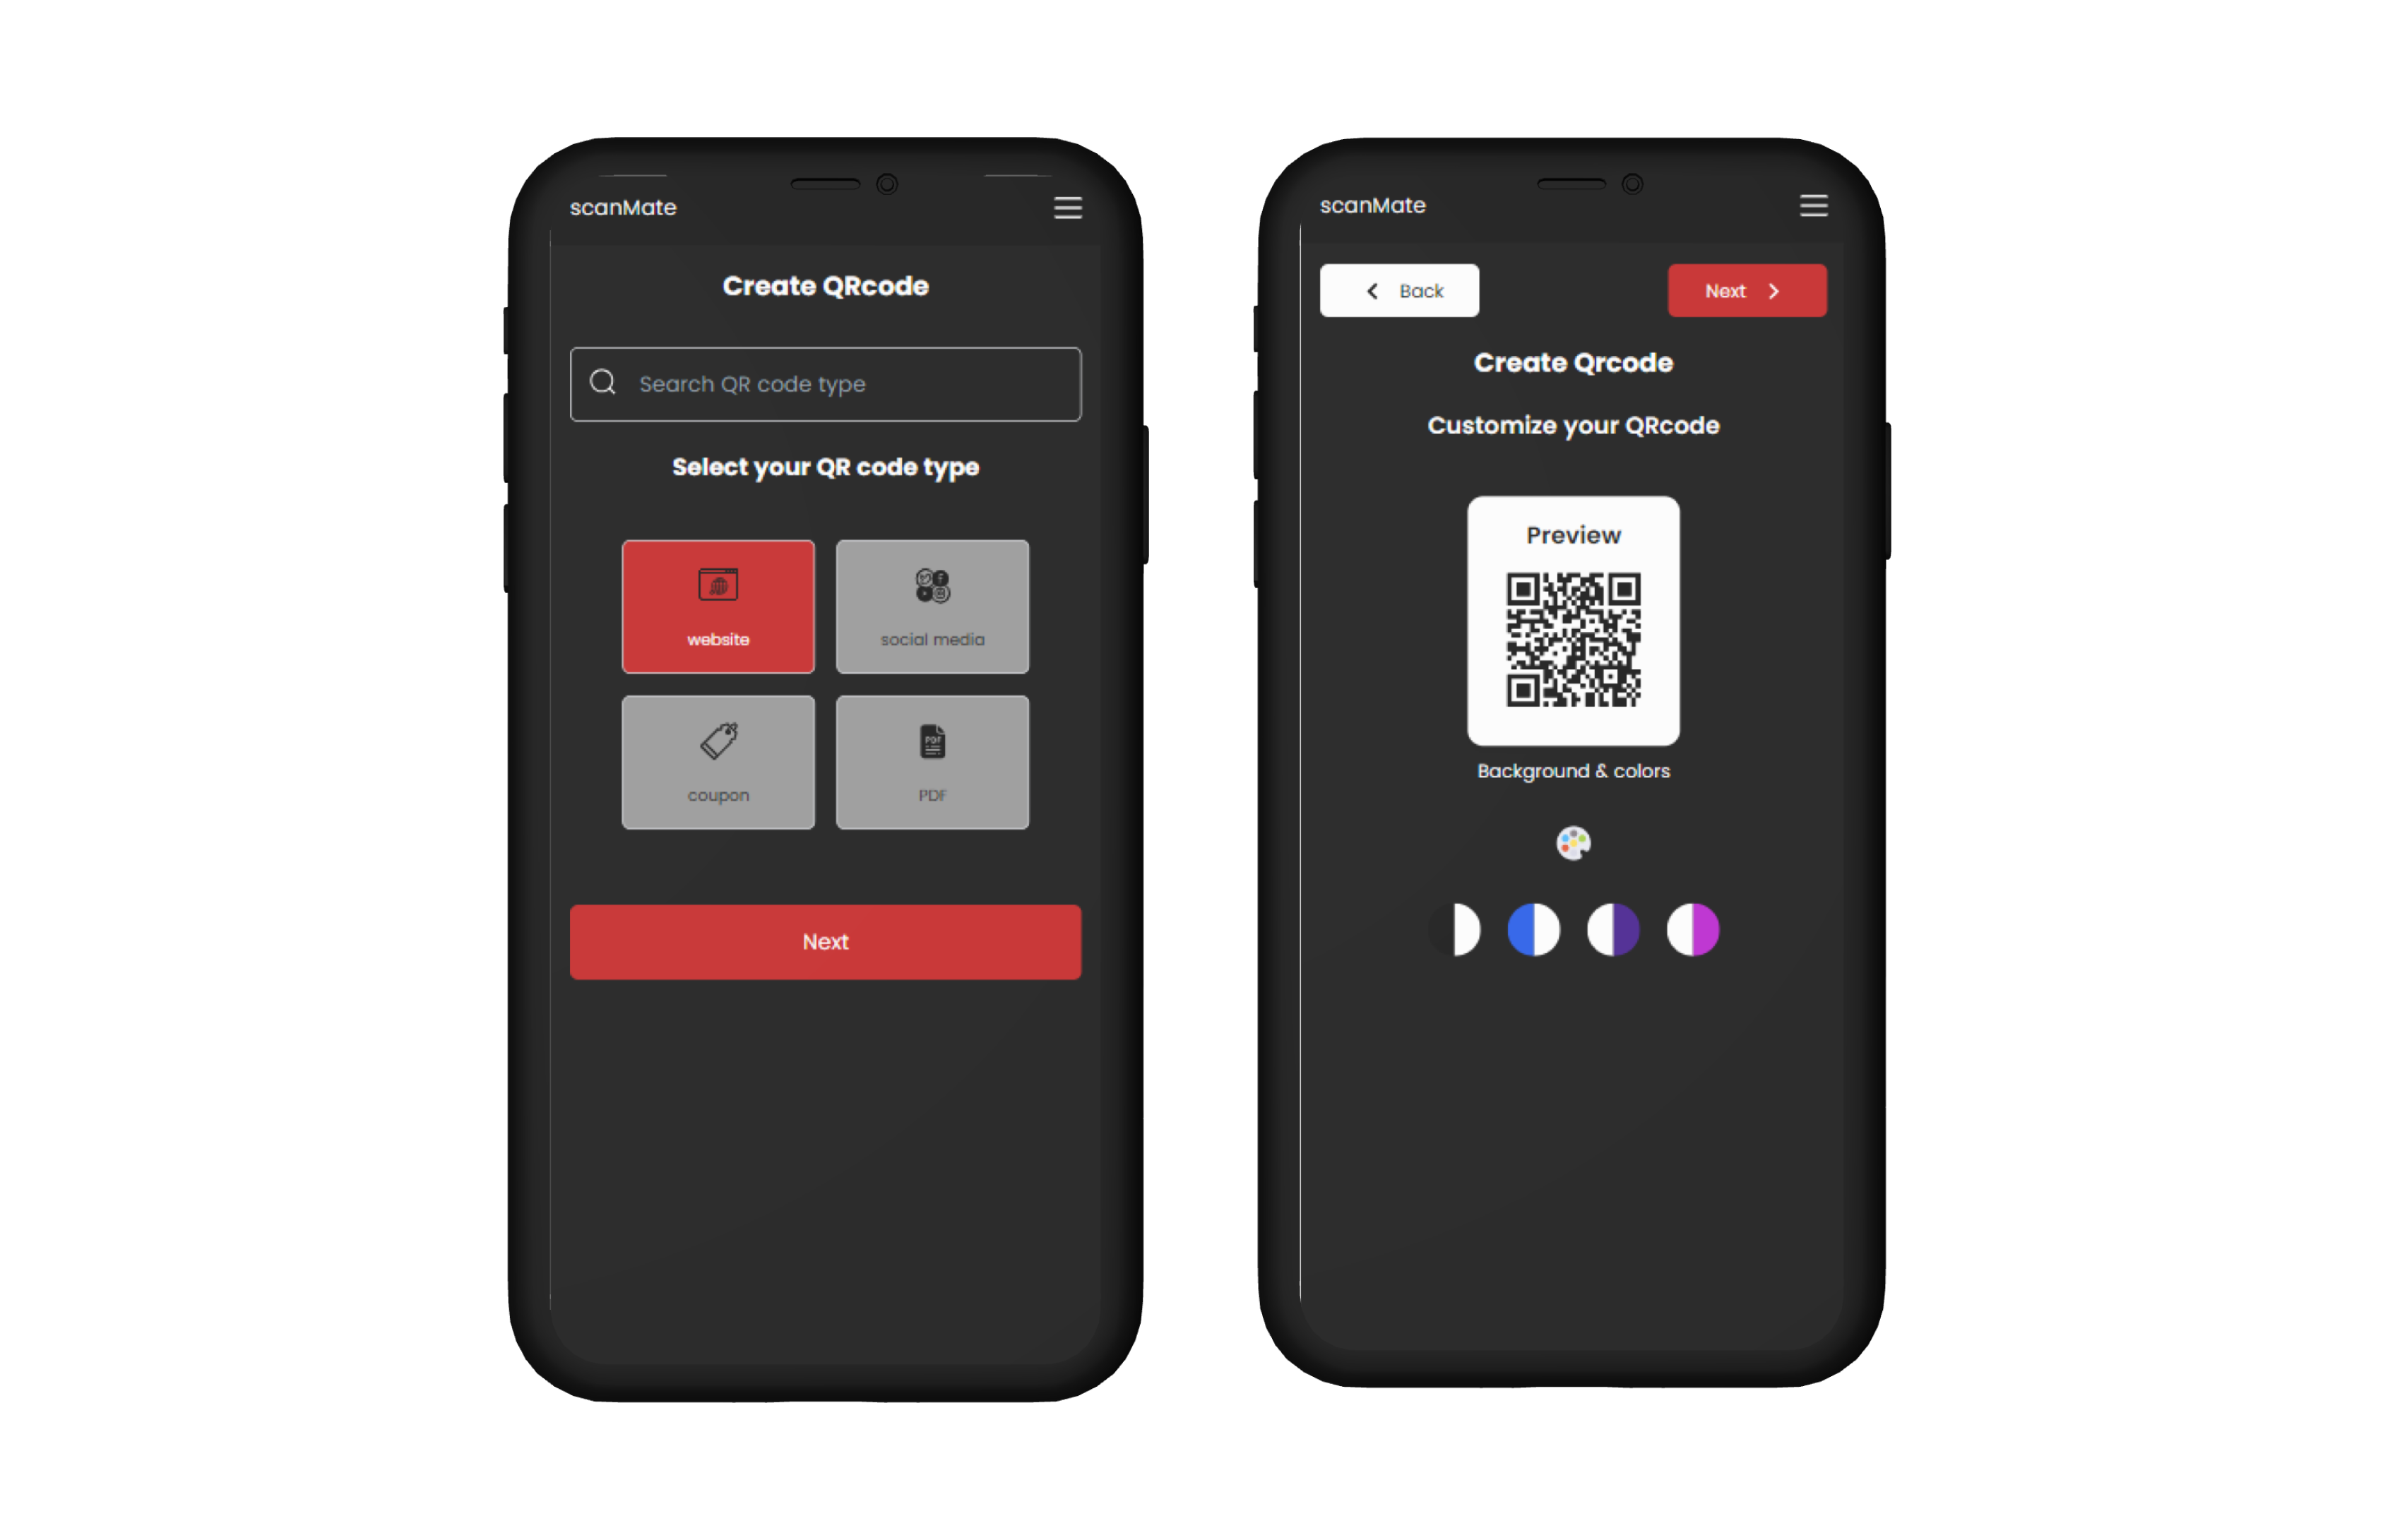 scanMate
Create QRcode
Search QR code type
Select your QR code type
website
social media
coupon
PDF
PDF
Next
scanMate
Back
Next
Create Qrcode
Customize your QRcode
Preview
Background & colors